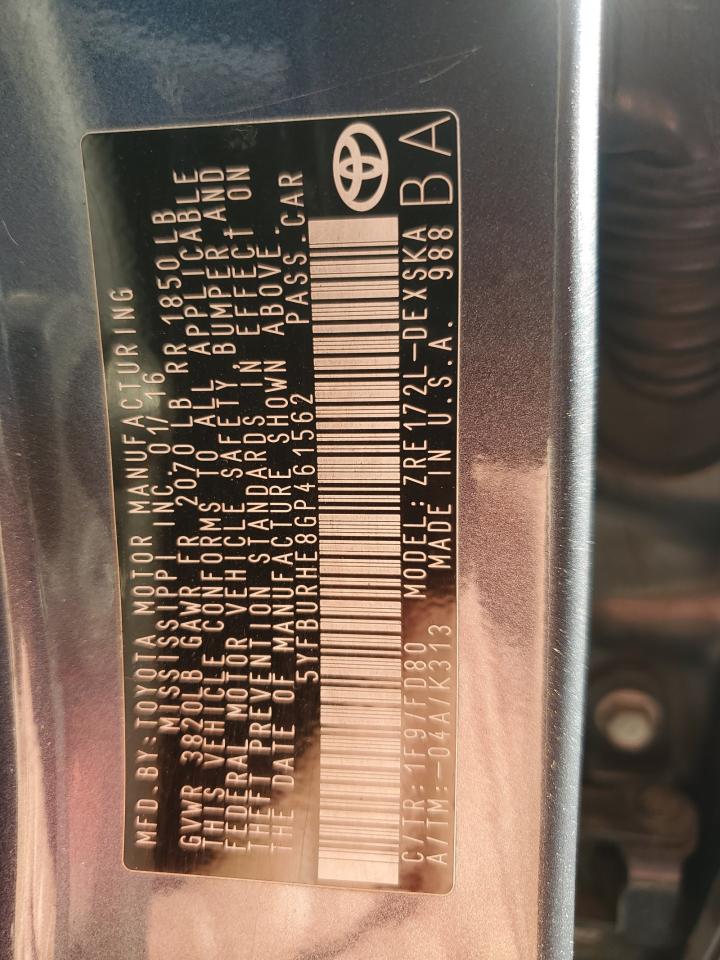 MFD.BY:TOYOTA MOTOR MANUFACTURING
MISSISSIPPI INC. 01/16
GVWR 3820LB GAWR FR 2070LB RR 1850LB
THIS VEHICLE CONFORMS TO ALL APPLICABLE
FEDERAL MOTOR VEHICLE SAFETY, BUMPER AND
THEFT PREVENTION STANDARDS IN EFFECT ON
THE DATE OF MANUFACTURE SHOWN ABOVE.
5YFBURHE8GP461562 PASS.CAR
C/TR:1F9/FD80 MODEL:ZRE172L-DEXSKA
A/TM:-04A/K313 MADE IN U.S.A. 988
BA